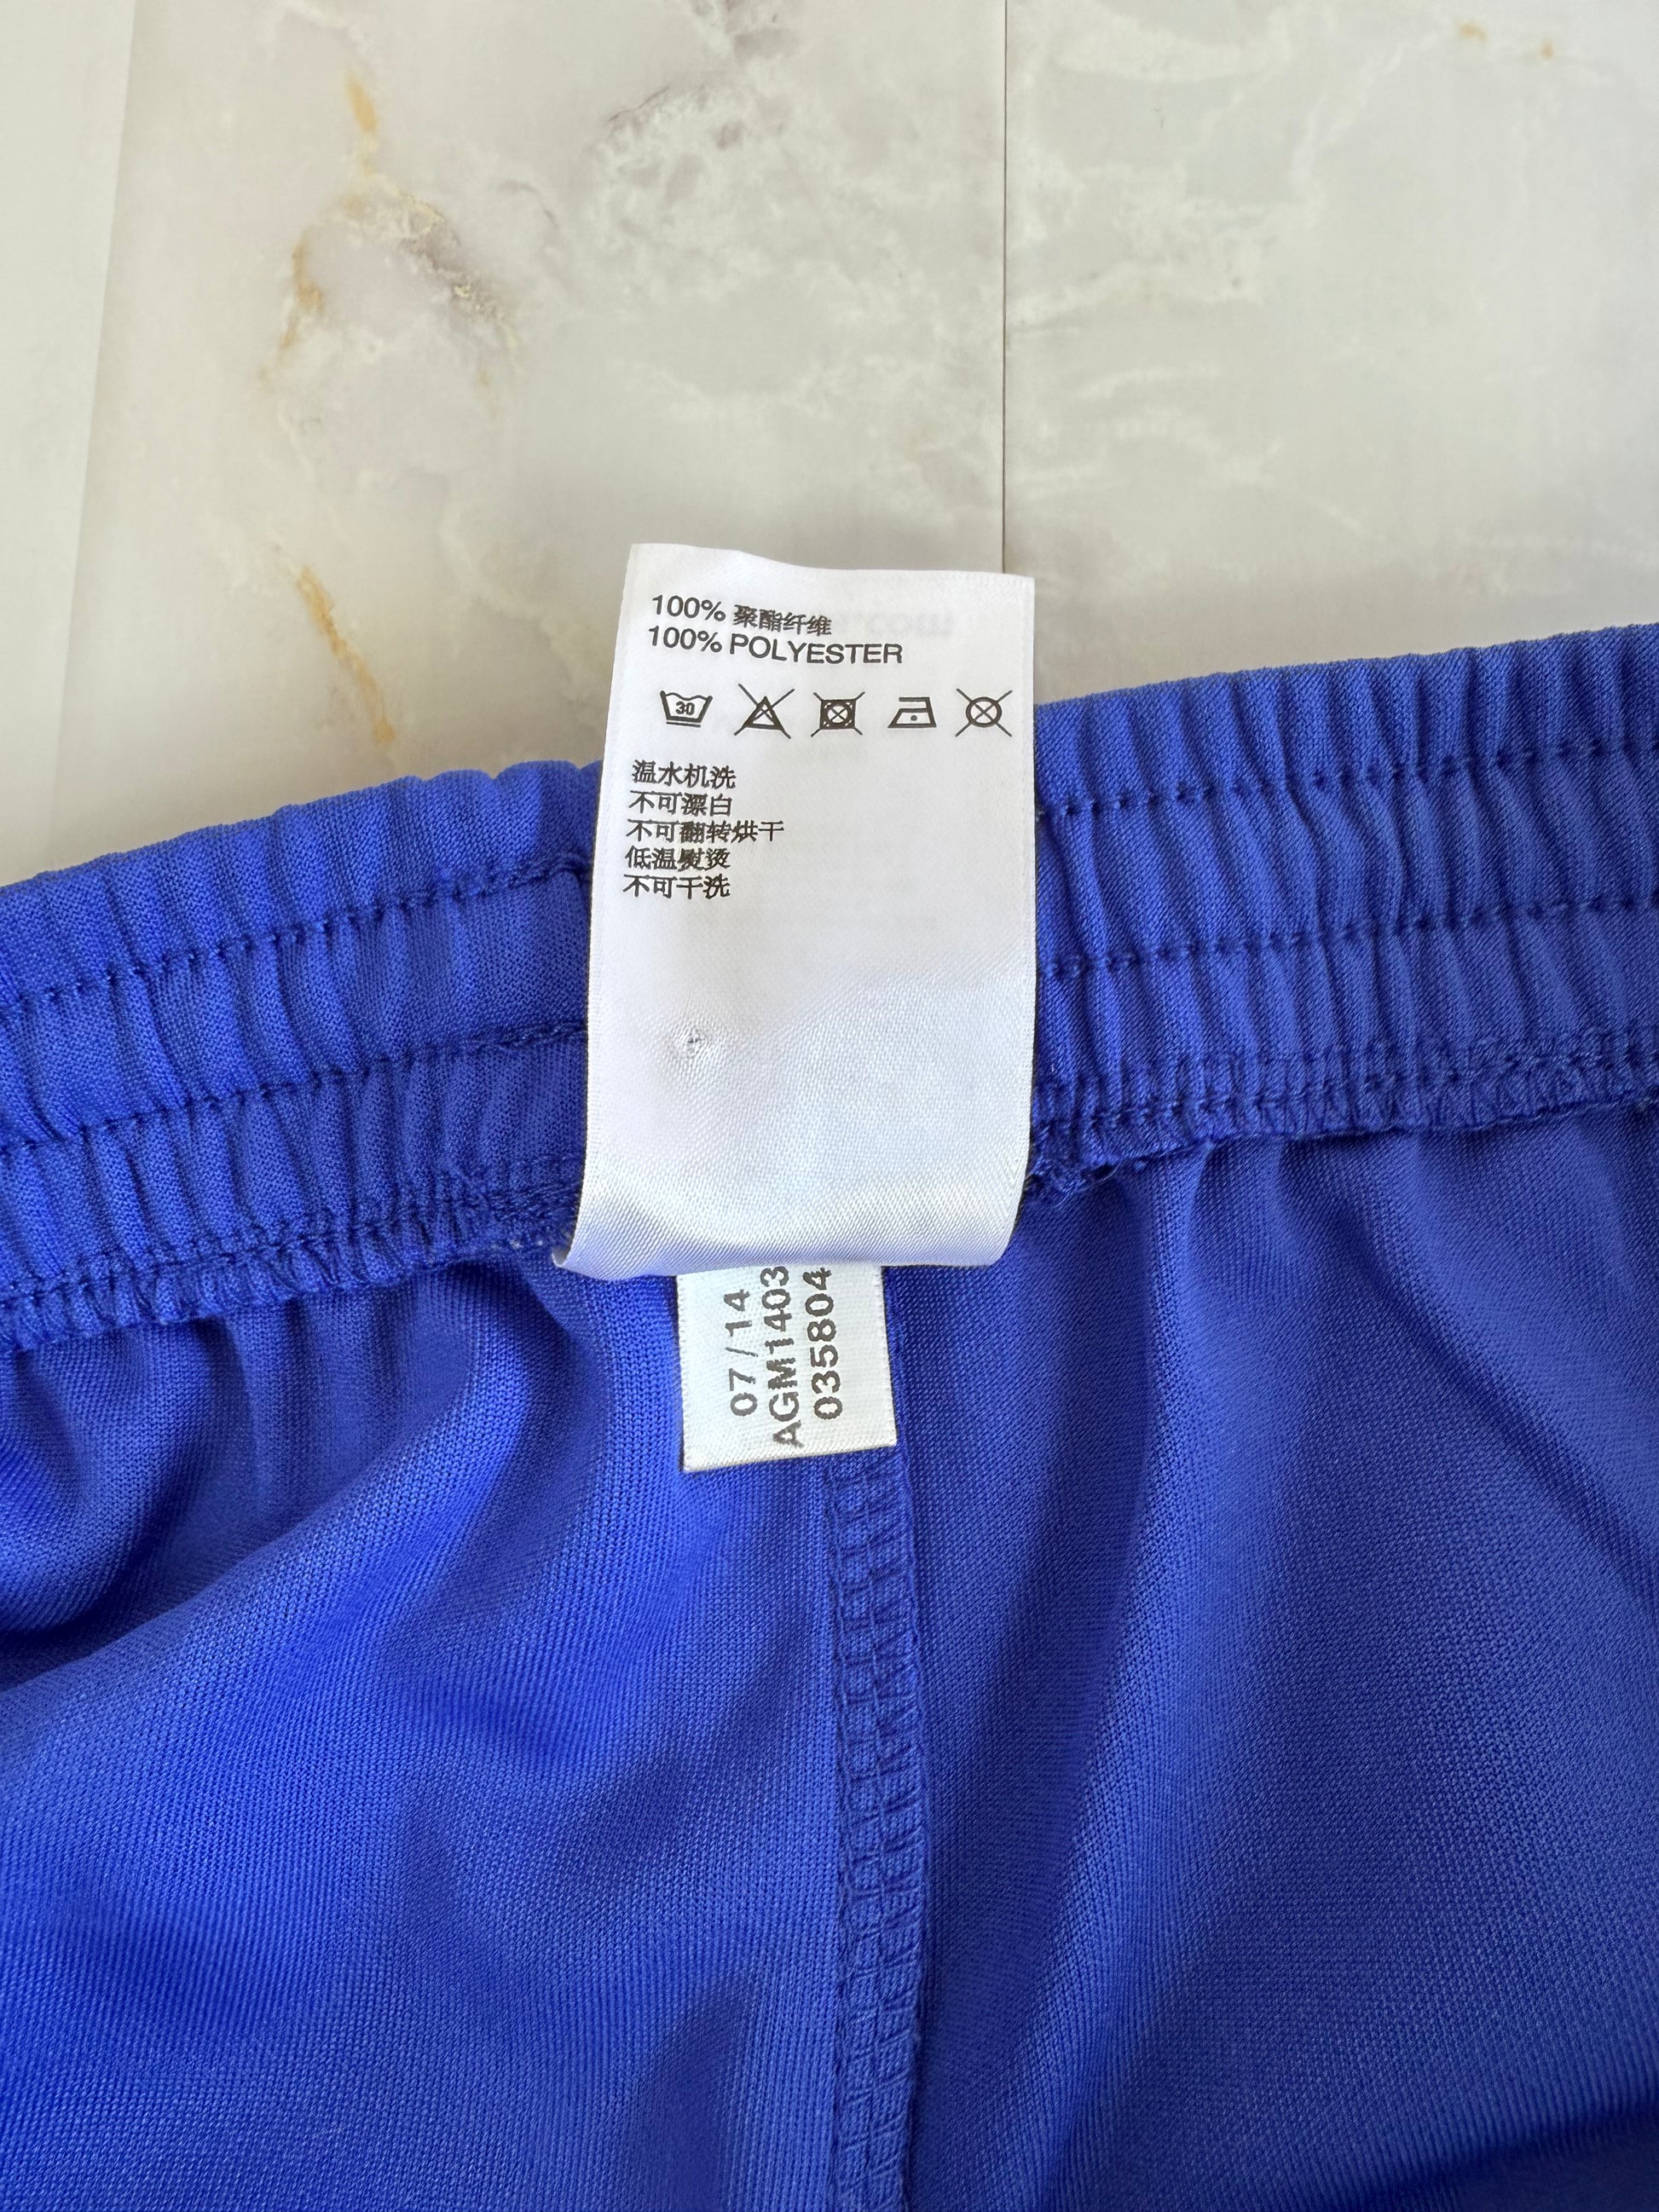 100% 聚酯纤维
100% POLYESTER
30
温水机洗
不可漂白
不可翻转烘干
低温熨烫
不可干洗
07/14
AGM1403
035804